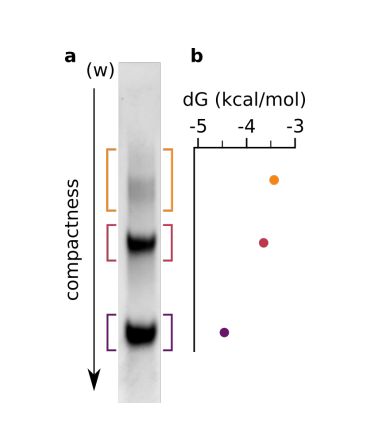 a
b
(w)
dG (kcal/mol)
-5 -4 -3
compactness